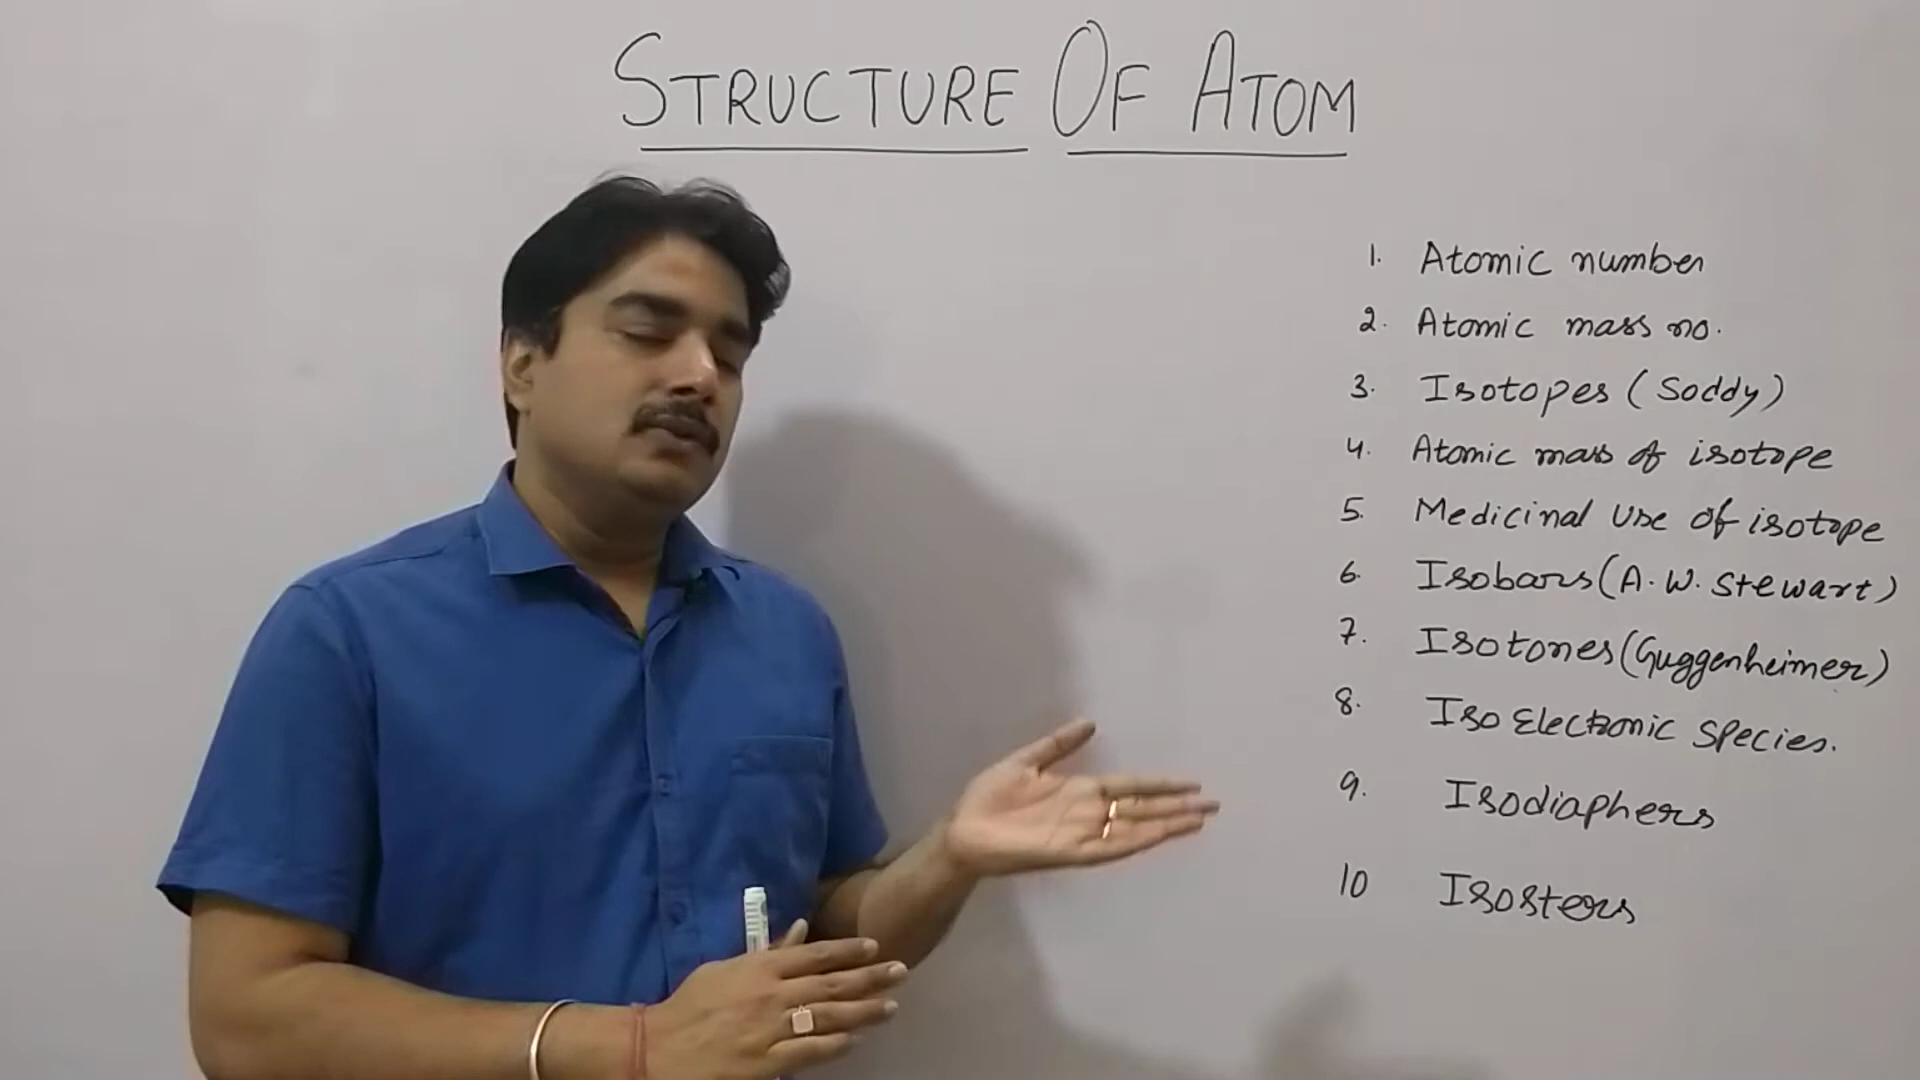 STRUCTURE OF ATOM
1. Atomic number
2. Atomic mass no.
3. Isotopes (Soddy)
4. Atomic mass of isotope
5. Medicinal Use of isotope
6. Isobars (A.W. Stewart)
7. Isotones (Guggenheimer)
8. Iso Electronic Species.
9. Isodiaphers
10 Isosters